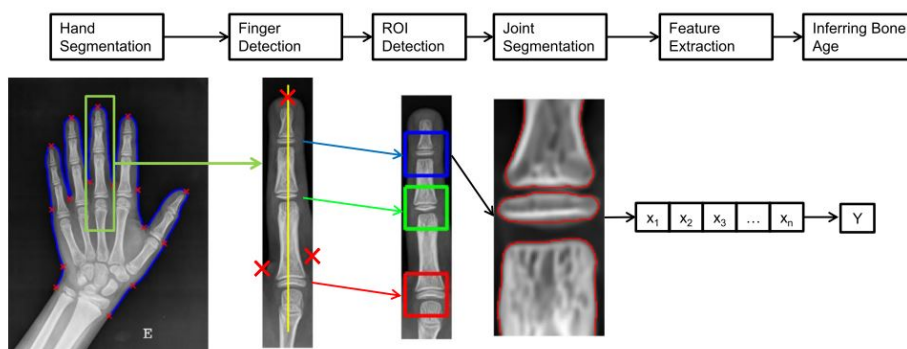 Hand
Segmentation
Finger
Detection
ROI
Detection
Joint
Segmentation
Feature
Extraction
Inferring Bone
Age
E
x1 x2 x3 ... xn
Y